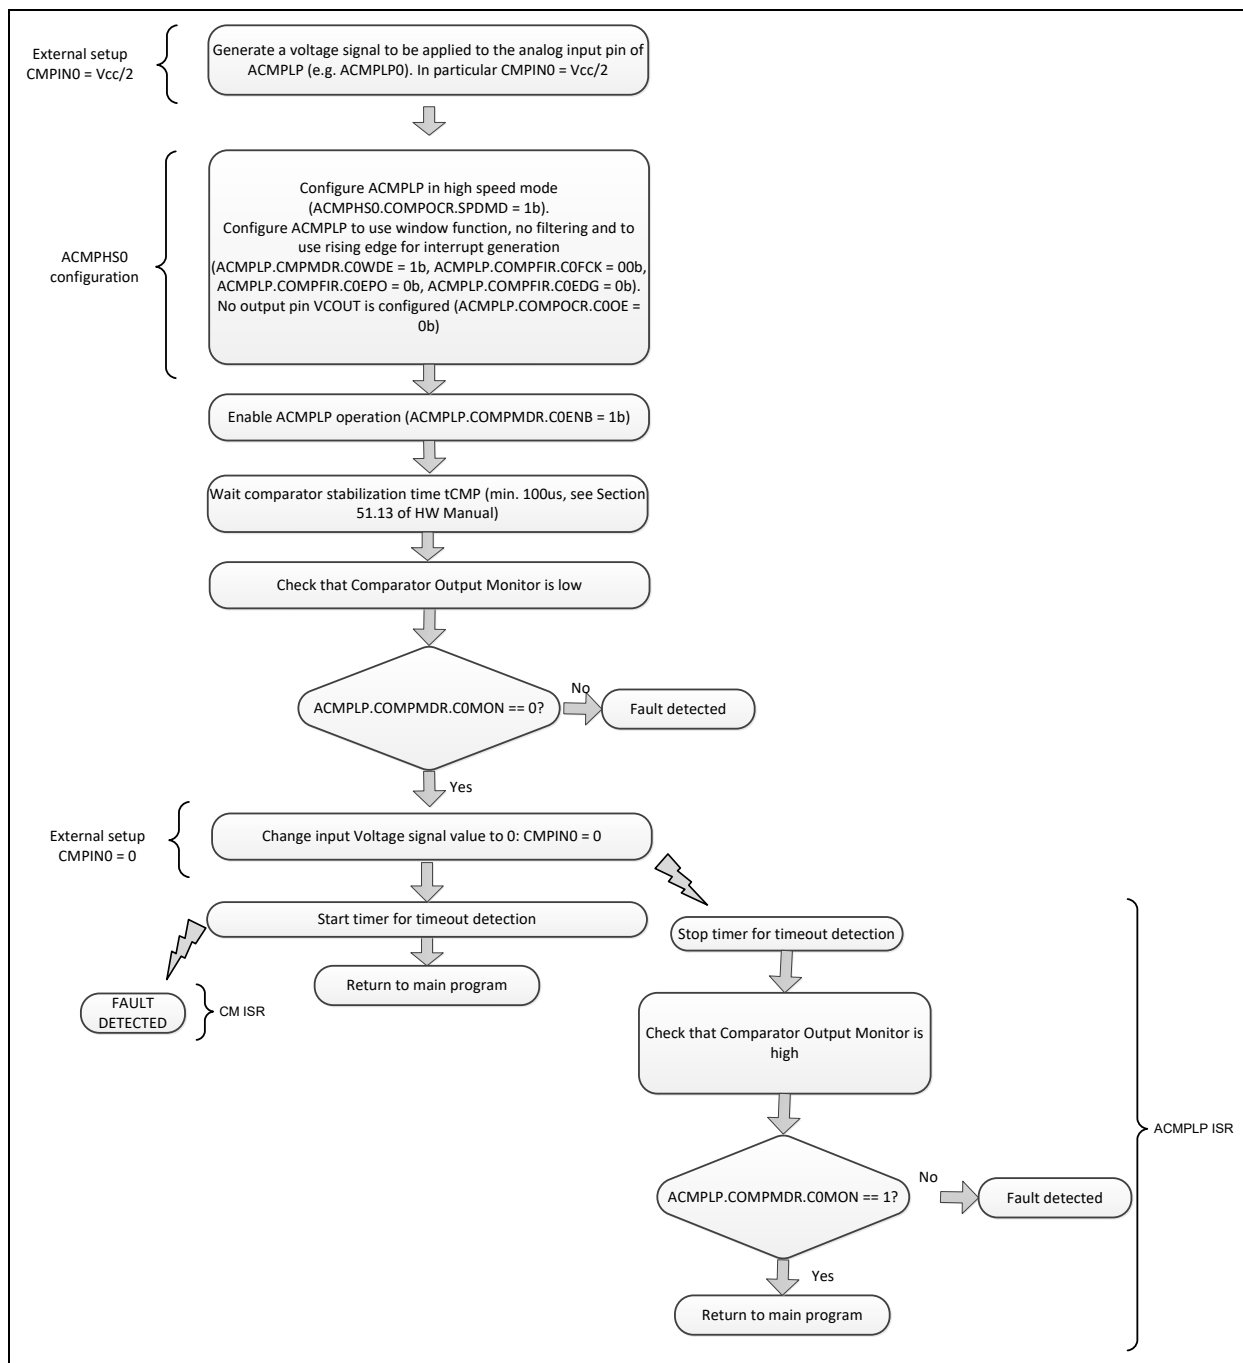 External setup
CMPIN0 = Vcc/2
Generate a voltage signal to be applied to the analog input pin of
ACMPLP (e.g. ACMPLP0). In particular CMPIN0 = Vcc/2
ACMPHS0
configuration
Configure ACMPLP in high speed mode
(ACMPHS0.COMPOCR.SPDMD = 1b).
Configure ACMPLP to use window function, no filtering and to
use rising edge for interrupt generation
(ACMPLP.CMPMDR.C0WDE = 1b, ACMPLP.COMPFIR.C0FCK = 00b,
ACMPLP.COMPFIR.C0EPO = 0b, ACMPLP.COMPFIR.C0EDG = 0b).
No output pin VCOUT is configured (ACMPLP.COMPOCR.C0OE =
0b)
Enable ACMPLP operation (ACMPLP.COMPMDR.C0ENB = 1b)
Wait comparator stabilization time tCMP (min. 100us, see Section
51.13 of HW Manual)
Check that Comparator Output Monitor is low
ACMPLP.COMPMDR.C0MON == 0?
No
Fault detected
Yes
External setup
CMPIN0 = 0
Change input Voltage signal value to 0: CMPIN0 = 0
Start timer for timeout detection
Return to main program
FAULT
DETECTED
CM ISR
Stop timer for timeout detection
Check that Comparator Output Monitor is
high
ACMPLP.COMPMDR.C0MON == 1?
No
Fault detected
Yes
Return to main program
ACMPLP ISR